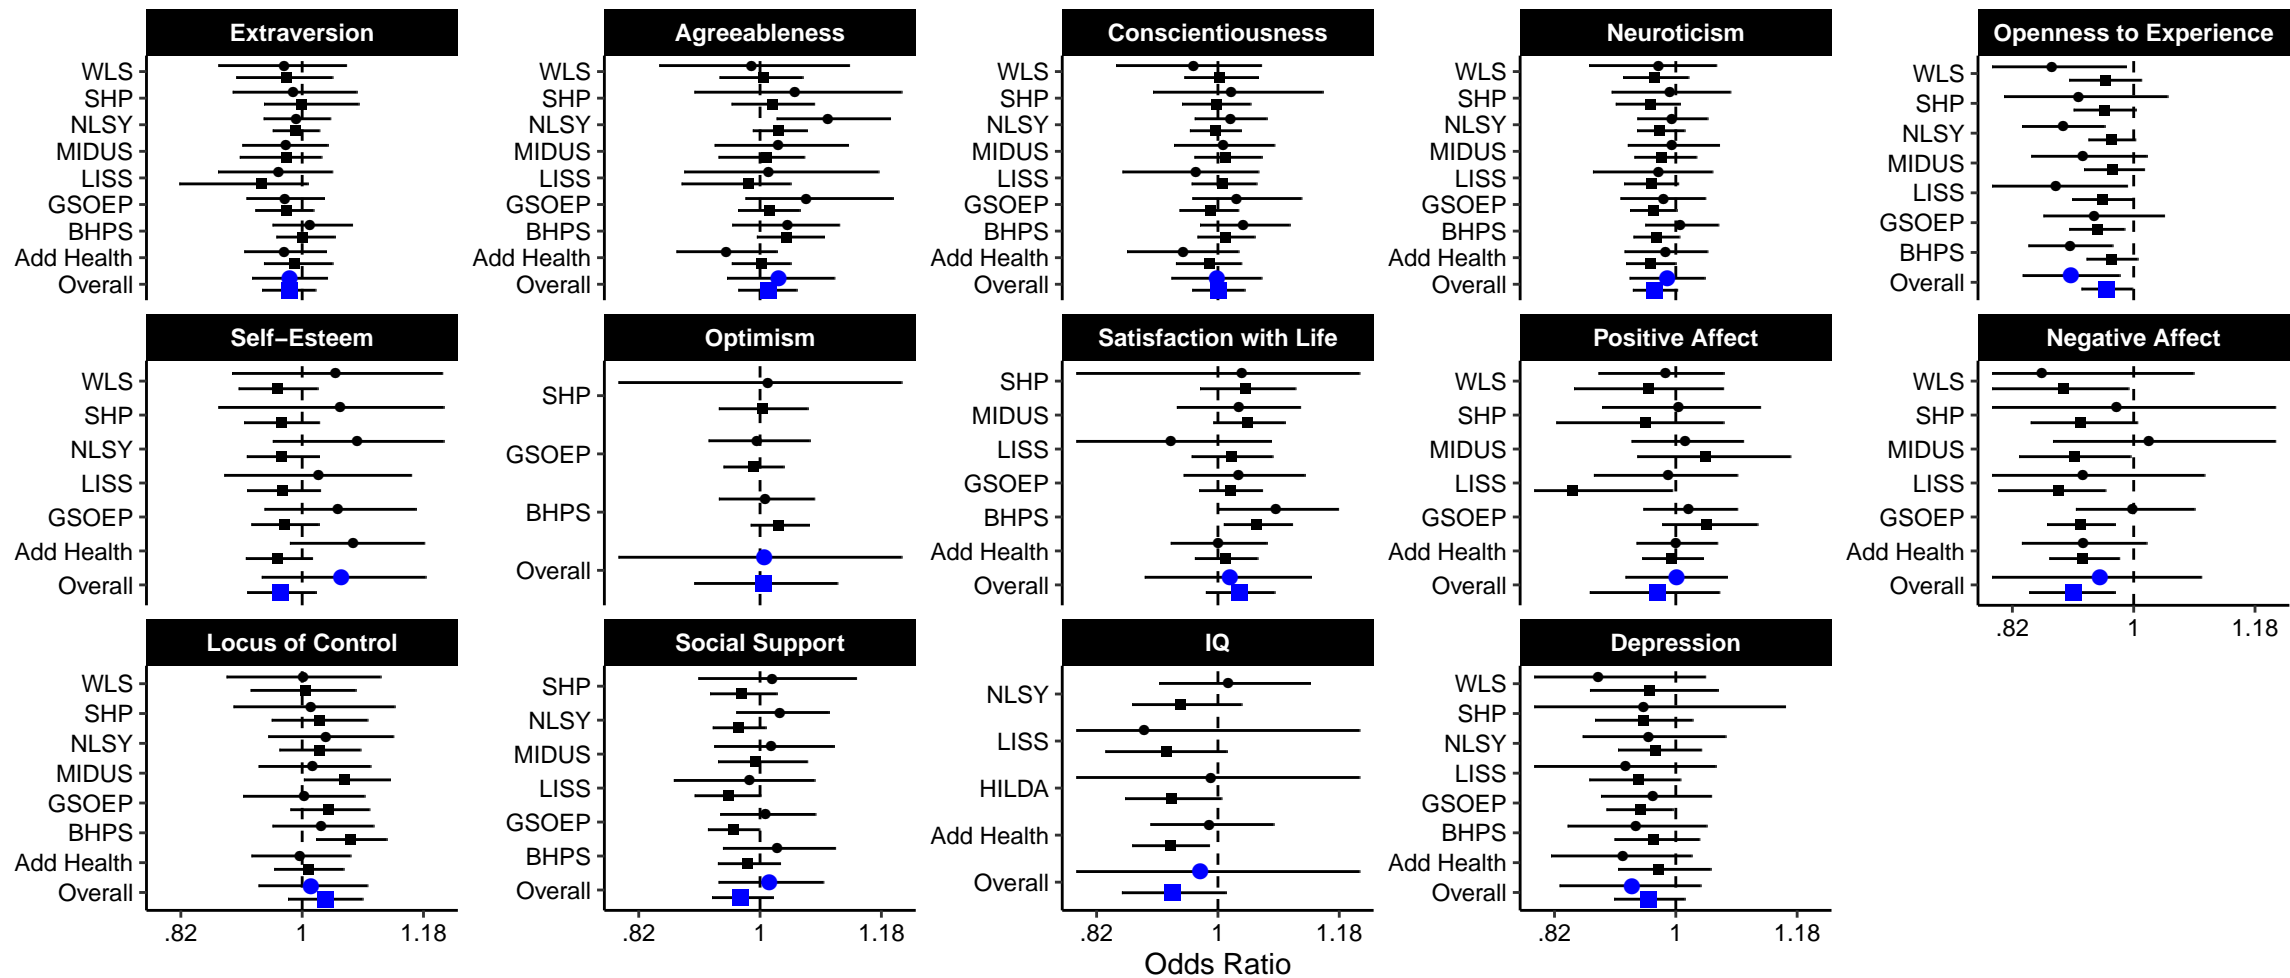 Extraversion
WLS
SHP
NLSY
MIDUS
LISS
GSOEP
BHPS
Add Health
Overall
Agreeableness
WLS
SHP
NLSY
MIDUS
LISS
GSOEP
BHPS
Add Health
Overall
Conscientiousness
WLS
SHP
NLSY
MIDUS
LISS
GSOEP
BHPS
Add Health
Overall
Neuroticism
WLS
SHP
NLSY
MIDUS
LISS
GSOEP
BHPS
Add Health
Overall
Openness to Experience
WLS
SHP
NLSY
MIDUS
LISS
GSOEP
BHPS
Overall
Self−Esteem
WLS
SHP
NLSY
LISS
GSOEP
Add Health
Overall
Optimism
SHP
GSOEP
BHPS
Overall
Satisfaction with Life
SHP
MIDUS
LISS
GSOEP
BHPS
Add Health
Overall
Positive Affect
WLS
SHP
MIDUS
LISS
GSOEP
Add Health
Overall
Negative Affect
WLS
SHP
MIDUS
LISS
GSOEP
Add Health
Overall
.82 1 1.18
Locus of Control
WLS
SHP
NLSY
MIDUS
GSOEP
BHPS
Add Health
Overall
.82 1 1.18
Social Support
SHP
NLSY
MIDUS
LISS
GSOEP
BHPS
Overall
.82 1 1.18
IQ
NLSY
LISS
HILDA
Add Health
Overall
.82 1 1.18
Depression
WLS
SHP
NLSY
LISS
GSOEP
BHPS
Add Health
Overall
.82 1 1.18
Odds Ratio